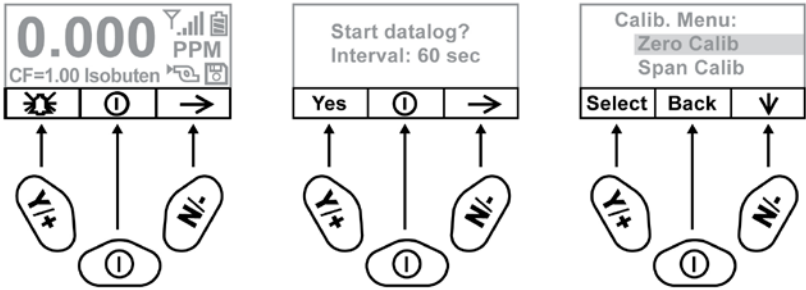 0.000 PPM
CF=1.00 Isobuten
Y/+
N/-
Start datalog?
Interval: 60 sec
Yes
Y/+
N/-
Calib. Menu:
Zero Calib
Span Calib
Select Back
Y/+
N/-